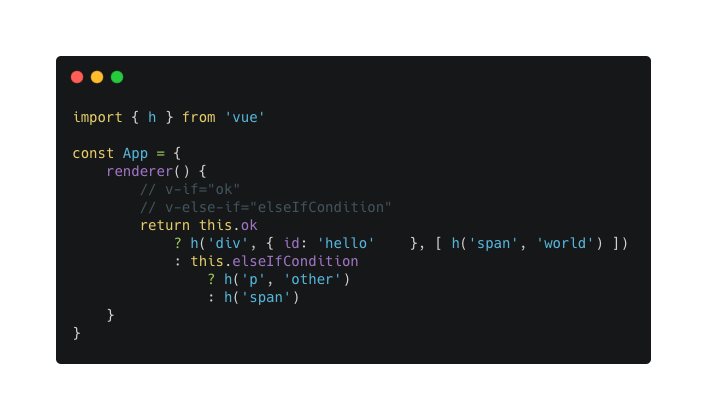 import { h } from 'vue'

const App = {
    renderer() {
        // v-if="ok"
        // v-else-if="elseIfCondition"
        return this.ok
            ? h('div', { id: 'hello'    }, [ h('span', 'world') ])
            : this.elseIfCondition
                ? h('p', 'other')
                : h('span')
    }
}